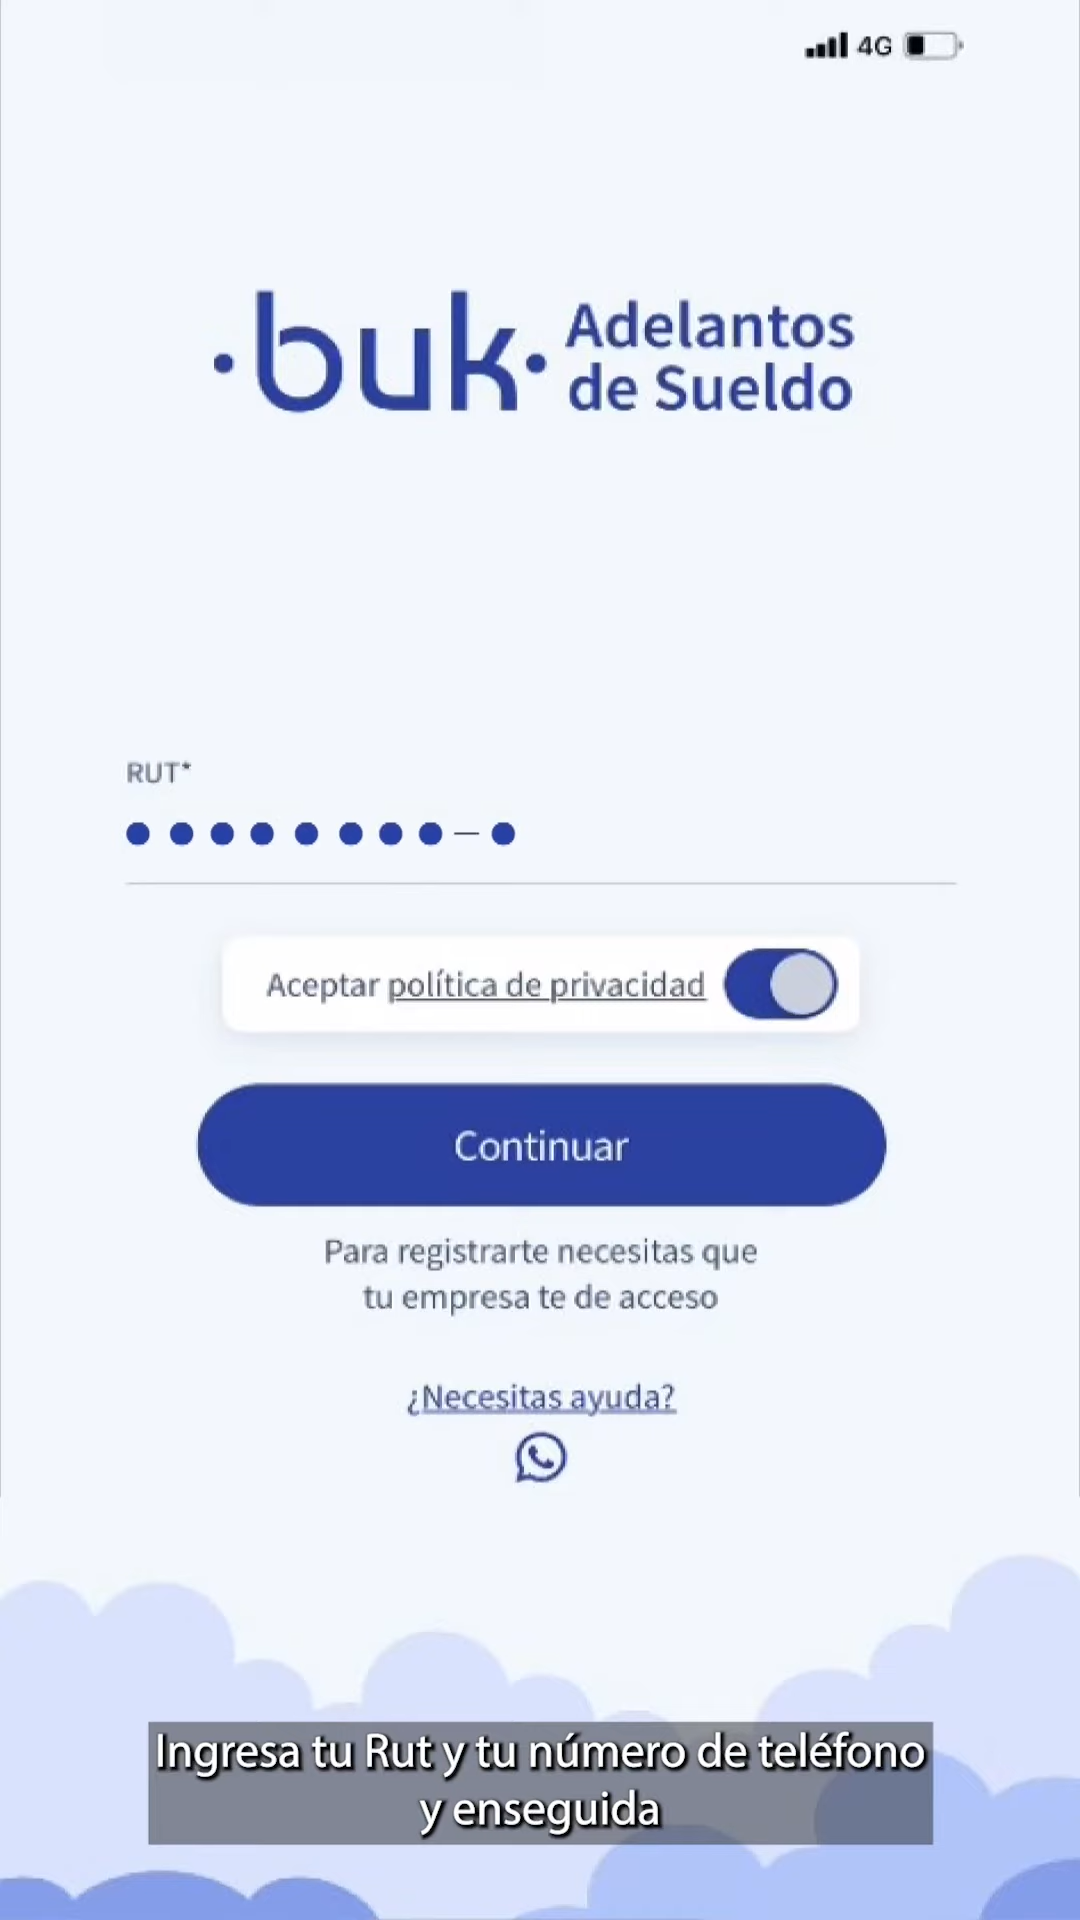 4G
·buk·
Adelantos
de Sueldo
RUT*
Aceptar política de privacidad
Continuar
Para registrarte necesitas que
tu empresa te de acceso
¿Necesitas ayuda?
Ingresa tu Rut y tu número de teléfono
y enseguida